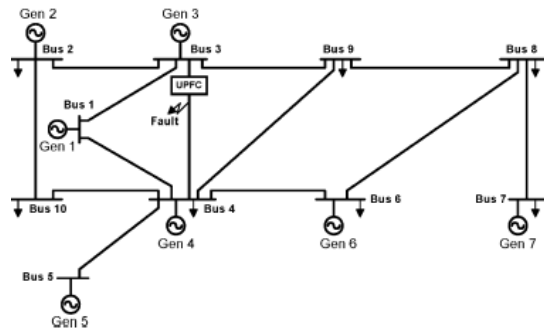 Gen 2
Gen 3
Bus 2
Bus 3
Bus 9
Bus 8
UPFC
Bus 1
Fault
Gen 1
Bus 10
Bus 4
Bus 6
Bus 7
Gen 4
Gen 6
Gen 7
Bus 5
Gen 5